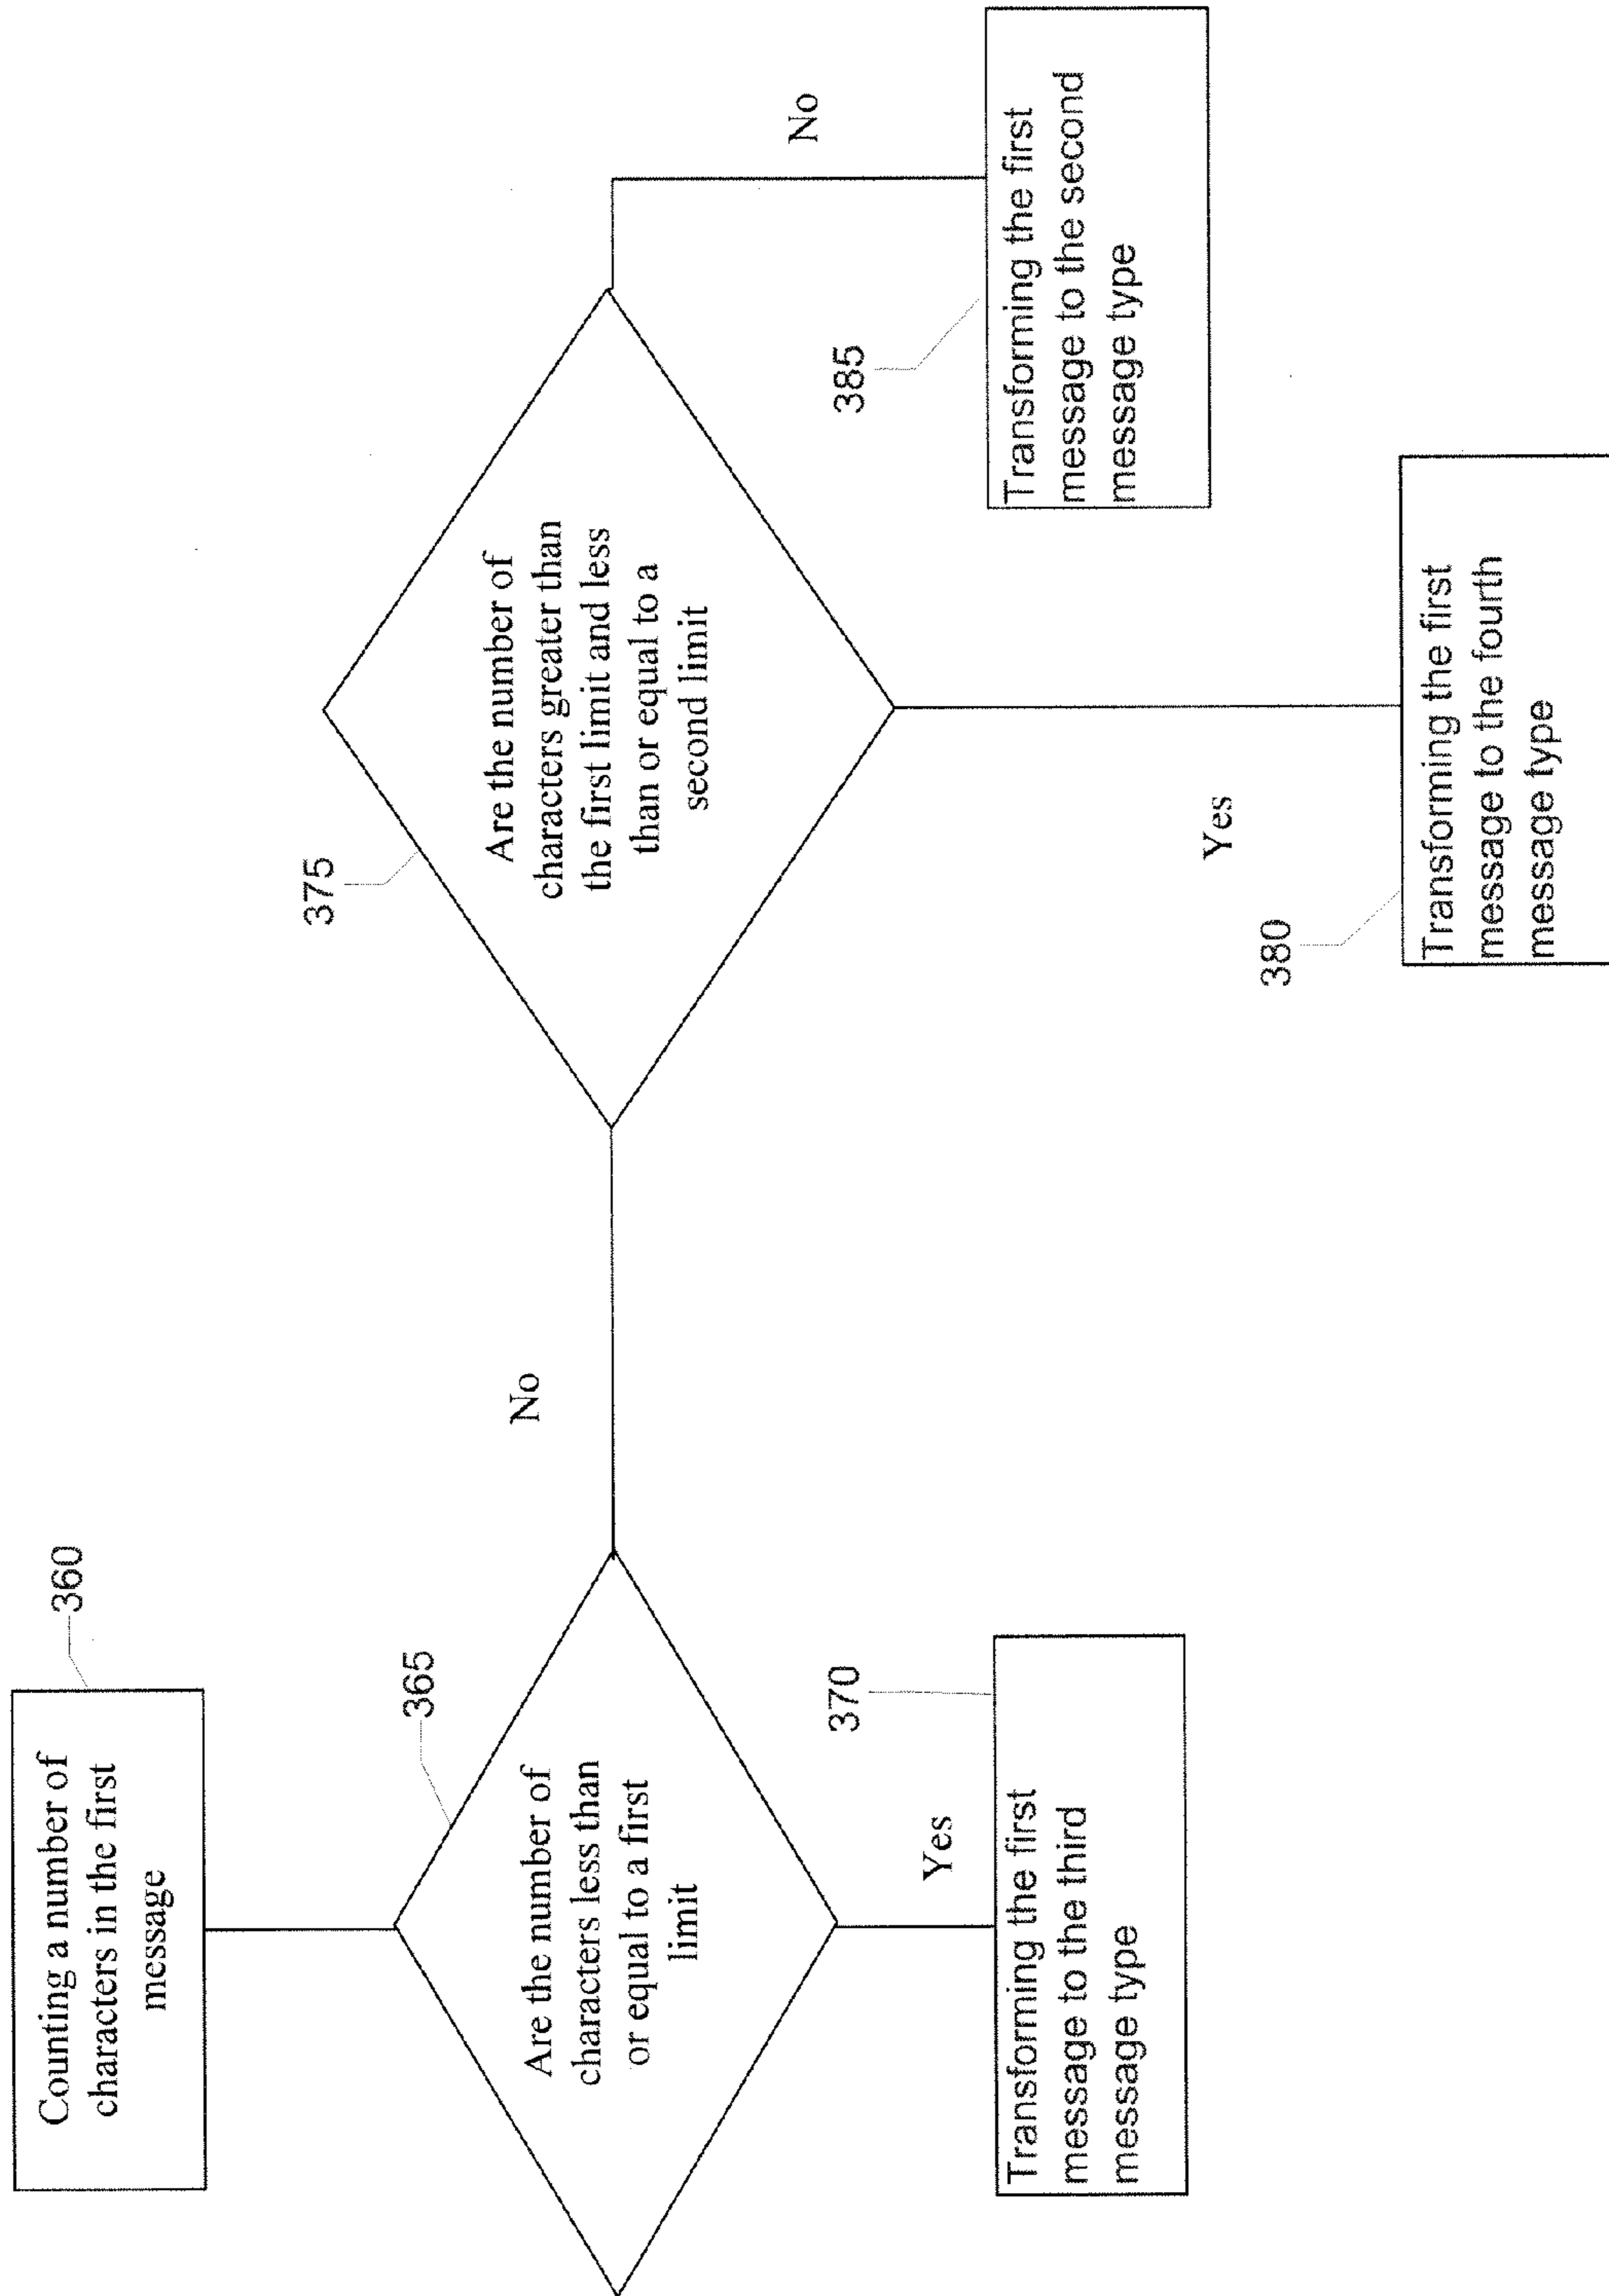 Counting a number of
characters in the first
message
360
365
Are the number of
characters less than
or equal to a first
limit
Yes
370
Transforming the first
message to the third
message type
No
375
Are the number of
characters greater than
the first limit and less
than or equal to a
second limit
Yes
380
Transforming the first
message to the fourth
message type
No
385
Transforming the first
message to the second
message type